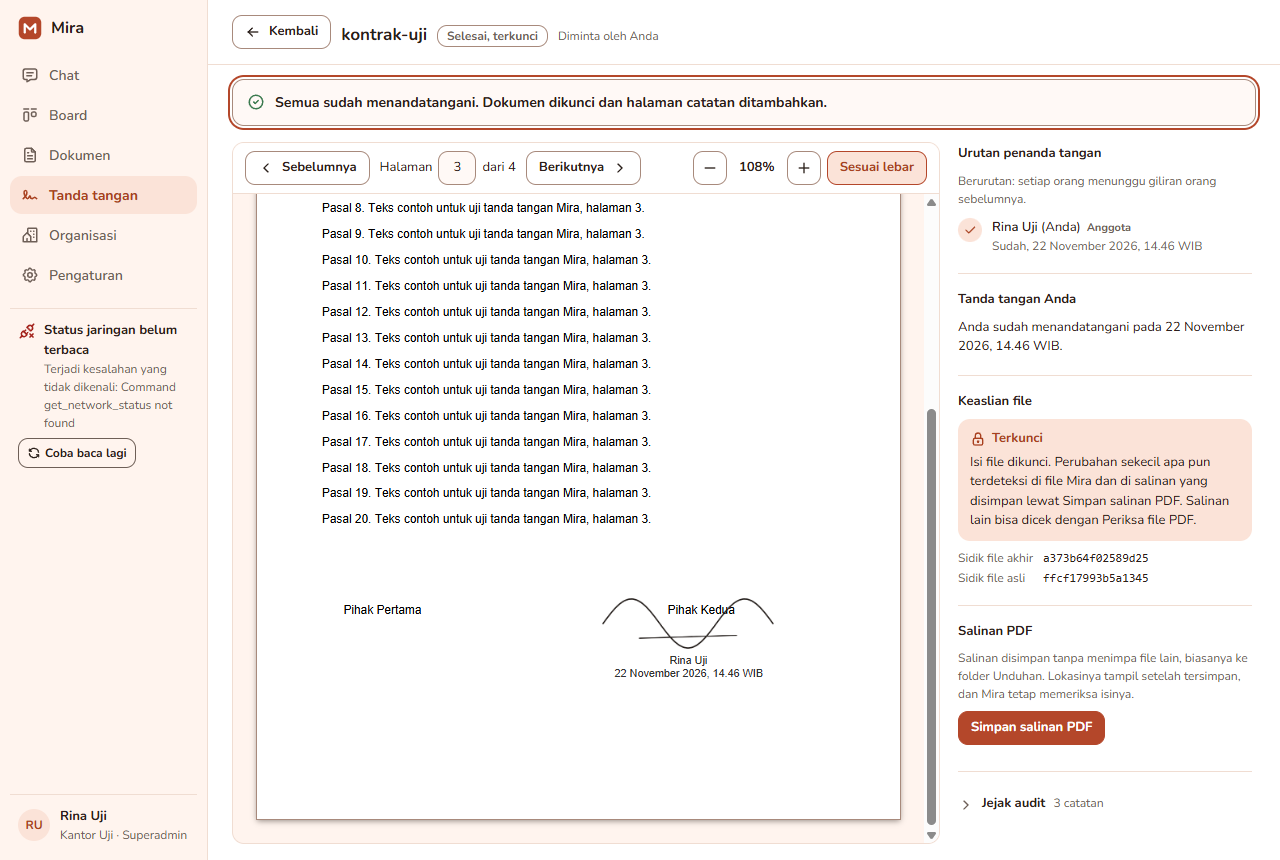 Mira
Chat
Board
Dokumen
Tanda tangan
Organisasi
Pengaturan
Status jaringan belum
terbaca
Terjadi kesalahan yang
tidak dikenali: Command
get_network_status not
found
Coba baca lagi
RU
Rina Uji
Kantor Uji · Superadmin
Kembali
kontrak-uji
Selesai, terkunci
Diminta oleh Anda
Semua sudah menandatangani. Dokumen dikunci dan halaman catatan ditambahkan.
Sebelumnya
Halaman
3
dari 4
Berikutnya
108%
Sesuai lebar
Pasal 8. Teks contoh untuk uji tanda tangan Mira, halaman 3.
Pasal 9. Teks contoh untuk uji tanda tangan Mira, halaman 3.
Pasal 10. Teks contoh untuk uji tanda tangan Mira, halaman 3.
Pasal 11. Teks contoh untuk uji tanda tangan Mira, halaman 3.
Pasal 12. Teks contoh untuk uji tanda tangan Mira, halaman 3.
Pasal 13. Teks contoh untuk uji tanda tangan Mira, halaman 3.
Pasal 14. Teks contoh untuk uji tanda tangan Mira, halaman 3.
Pasal 15. Teks contoh untuk uji tanda tangan Mira, halaman 3.
Pasal 16. Teks contoh untuk uji tanda tangan Mira, halaman 3.
Pasal 17. Teks contoh untuk uji tanda tangan Mira, halaman 3.
Pasal 18. Teks contoh untuk uji tanda tangan Mira, halaman 3.
Pasal 19. Teks contoh untuk uji tanda tangan Mira, halaman 3.
Pasal 20. Teks contoh untuk uji tanda tangan Mira, halaman 3.
Pihak Pertama
Pihak Kedua
Rina Uji
22 November 2026, 14.46 WIB
Urutan penanda tangan
Berurutan: setiap orang menunggu giliran orang
sebelumnya.
Rina Uji (Anda) Anggota
Sudah, 22 November 2026, 14.46 WIB
Tanda tangan Anda
Anda sudah menandatangani pada 22 November
2026, 14.46 WIB.
Keaslian file
Terkunci
Isi file dikunci. Perubahan sekecil apa pun
terdeteksi di file Mira dan di salinan yang
disimpan lewat Simpan salinan PDF. Salinan
lain bisa dicek dengan Periksa file PDF.
Sidik file akhir a373b64f02589d25
Sidik file asli ffcf17993b5a1345
Salinan PDF
Salinan disimpan tanpa menimpa file lain, biasanya ke
folder Unduhan. Lokasinya tampil setelah tersimpan,
dan Mira tetap memeriksa isinya.
Simpan salinan PDF
Jejak audit 3 catatan